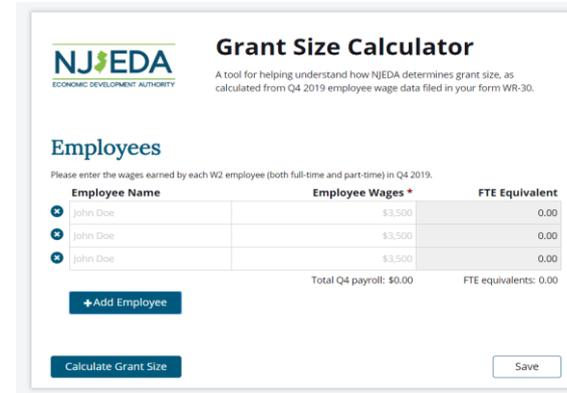 NJEDA
ECONOMIC DEVELOPMENT AUTHORITY
Grant Size Calculator
A tool for helping understand how NJEDA determines grant size, as
calculated from Q4 2019 employee wage data filed in your form WR-30.
Employees
Please enter the wages earned by each W2 employee (both full-time and part-time) in Q4 2019.
Employee Name Employee Wages * FTE Equivalent
John Doe $3,500 0.00
John Doe $3,500 0.00
John Doe $3,500 0.00
Total Q4 payroll: $0.00 FTE equivalents: 0.00
+Add Employee
Calculate Grant Size Save